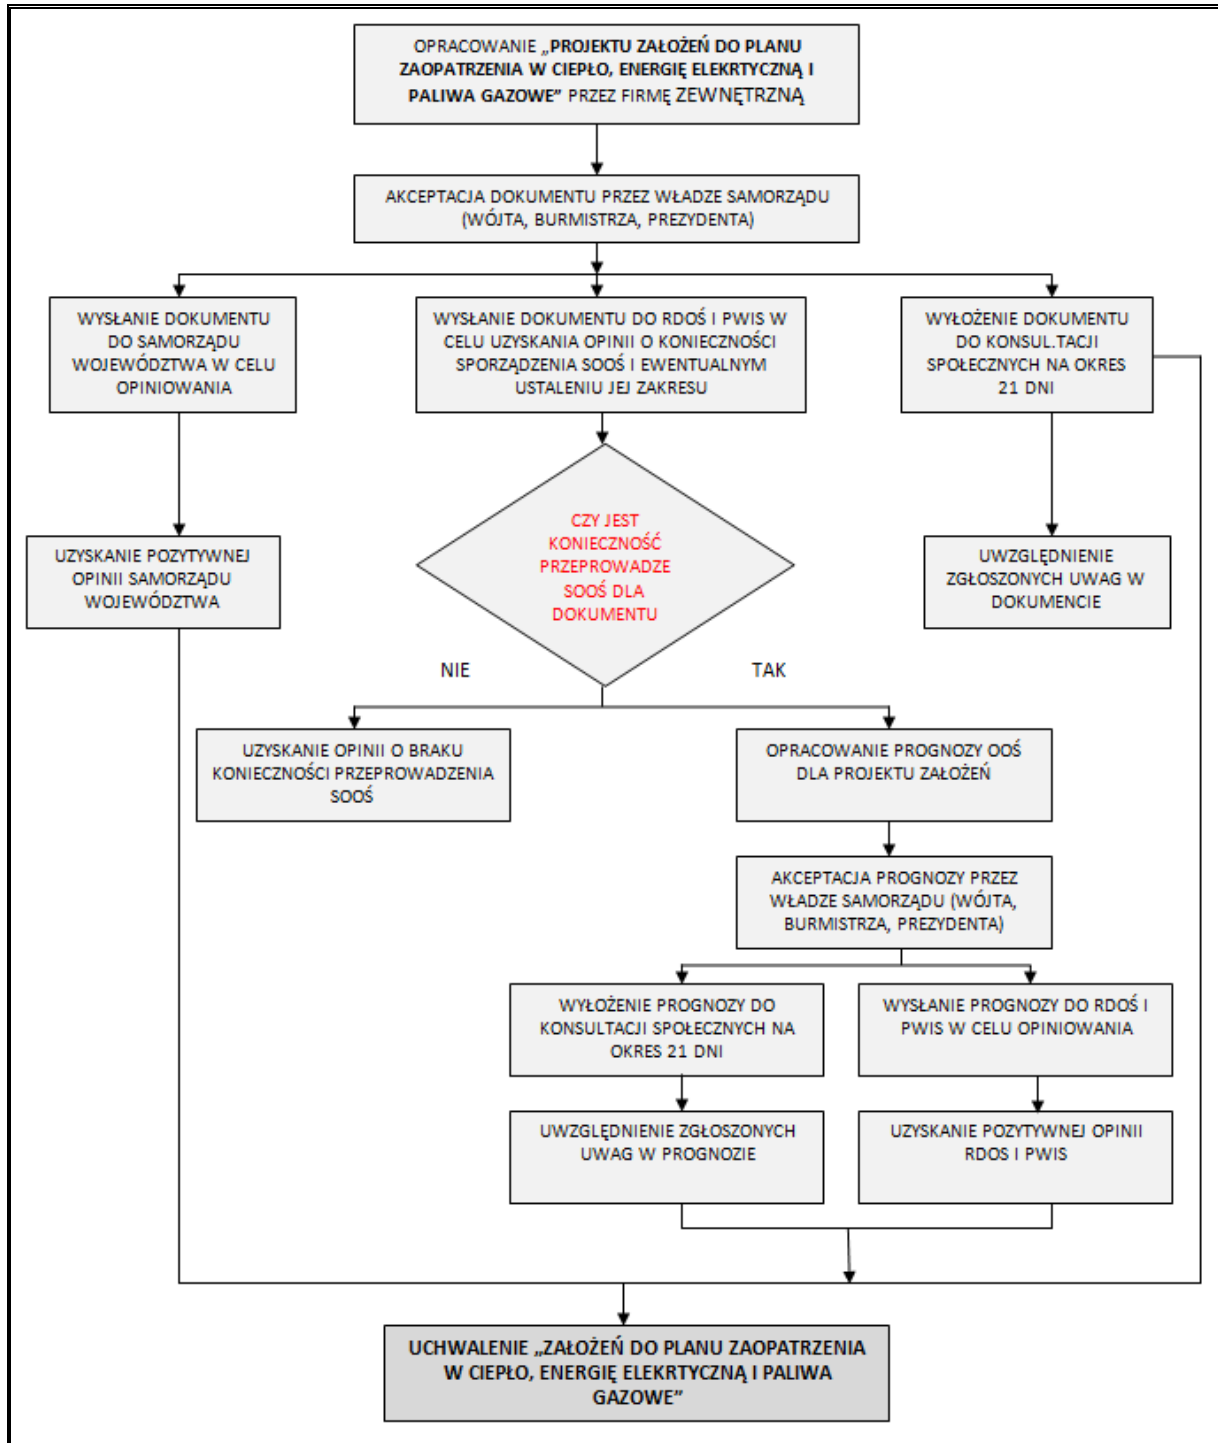 OPRACOWANIE „PROJEKTU ZAŁOŻEŃ DO PLANU
ZAOPATRZENIA W CIEPŁO, ENERGIĘ ELEKRTYCZNĄ I
PALIWA GAZOWE” PRZEZ FIRMĘ ZEWNĘTRZNĄ
AKCEPTACJA DOKUMENTU PRZEZ WŁADZE SAMORZĄDU
(WÓJTA, BURMISTRZA, PREZYDENTA)
WYSŁANIE DOKUMENTU
DO SAMORZĄDU
WOJEWÓDZTWA W CELU
OPINIOWANIA
WYSŁANIE DOKUMENTU DO RDOŚ I PWIS W
CELU UZYSKANIA OPINII O KONIECZNOŚCI
SPORZĄDZENIA SOOŚ I EWENTUALNYM
USTALENIU JEJ ZAKRESU
WYŁOŻENIE DOKUMENTU
DO KONSUL.TACJI
SPOŁECZNYCH NA OKRES
21 DNI
UZYSKANIE POZYTYWNEJ
OPINII SAMORZĄDU
WOJEWÓDZTWA
CZY JEST
KONIECZNOŚĆ
PRZEPROWADZE
SOOŚ DLA
DOKUMENTU
UWZGLĘDNIENIE
ZGŁOSZONYCH UWAG W
DOKUMENCIE
NIE
TAK
UZYSKANIE OPINII O BRAKU
KONIECZNOŚCI PRZEPROWADZENIA
SOOŚ
OPRACOWANIE PROGNOZY OOŚ
DLA PROJEKTU ZAŁOŻEŃ
AKCEPTACJA PROGNOZY PRZEZ
WŁADZE SAMORZĄDU (WÓJTA,
BURMISTRZA, PREZYDENTA)
WYŁOŻENIE PROGNOZY DO
KONSULTACJI SPOŁECZNYCH NA
OKRES 21 DNI
WYSŁANIE PROGNOZY DO RDOŚ I
PWIS W CELU OPINIOWANIA
UWZGLĘDNIENIE ZGŁOSZONYCH
UWAG W PROGNOZIE
UZYSKANIE POZYTYWNEJ OPINII
RDOS I PWIS
UCHWALENIE „ZAŁOŻEŃ DO PLANU ZAOPATRZENIA
W CIEPŁO, ENERGIĘ ELEKRTYCZNĄ I PALIWA
GAZOWE”